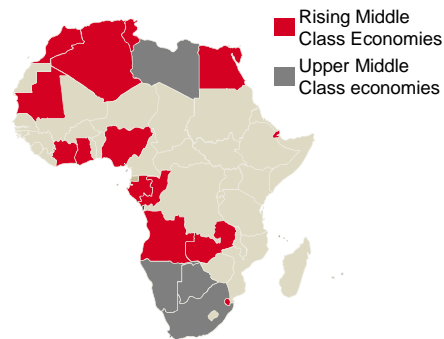 Rising Middle
Class Economies
Upper Middle
Class economies